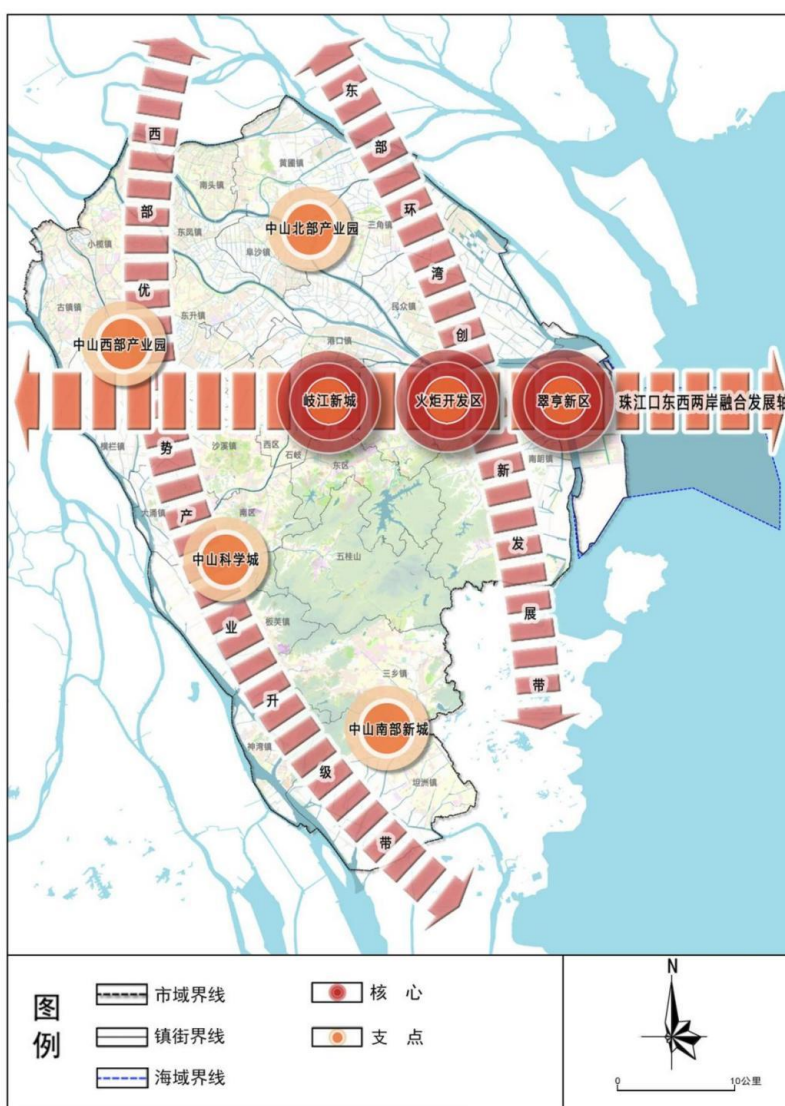 西部优势产业升级带
东部环湾创新发展带
黄圃镇
南头镇
中山北部产业园
三角镇
东凤镇
小榄镇
阜沙镇
古镇镇
民众镇
东升镇
中山西部产业园
港口镇
岐江新城
火炬开发区
翠亨新区
珠江口东西两岸融合发展轴
横栏镇
沙溪镇
西区
石岐
东区
南朗镇
大涌镇
南区
中山科学城
五桂山
板芙镇
三乡镇
中山南部新城
神湾镇
坦洲镇
图例
市域界线
镇街界线
海域界线
核 心
支 点
N
0 10公里